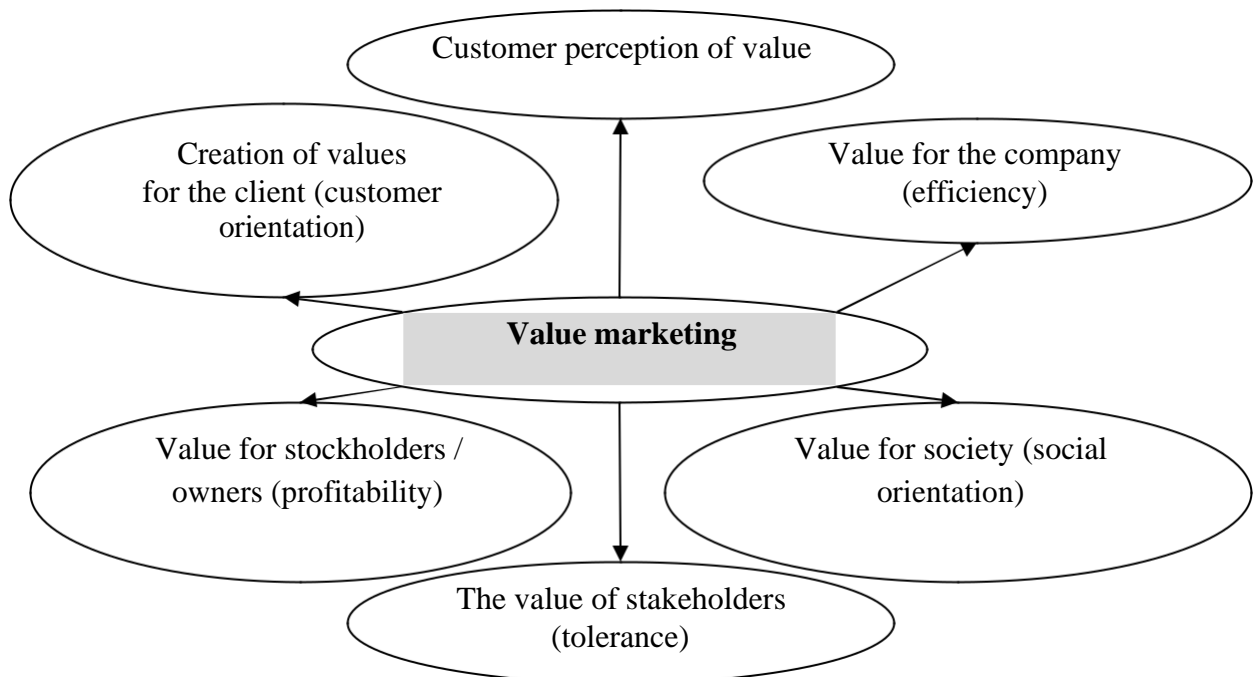 Customer perception of value
Creation of values
for the client (customer
orientation)
Value for the company
(efficiency)
Value marketing
Value for stockholders /
owners (profitability)
Value for society (social
orientation)
The value of stakeholders
(tolerance)